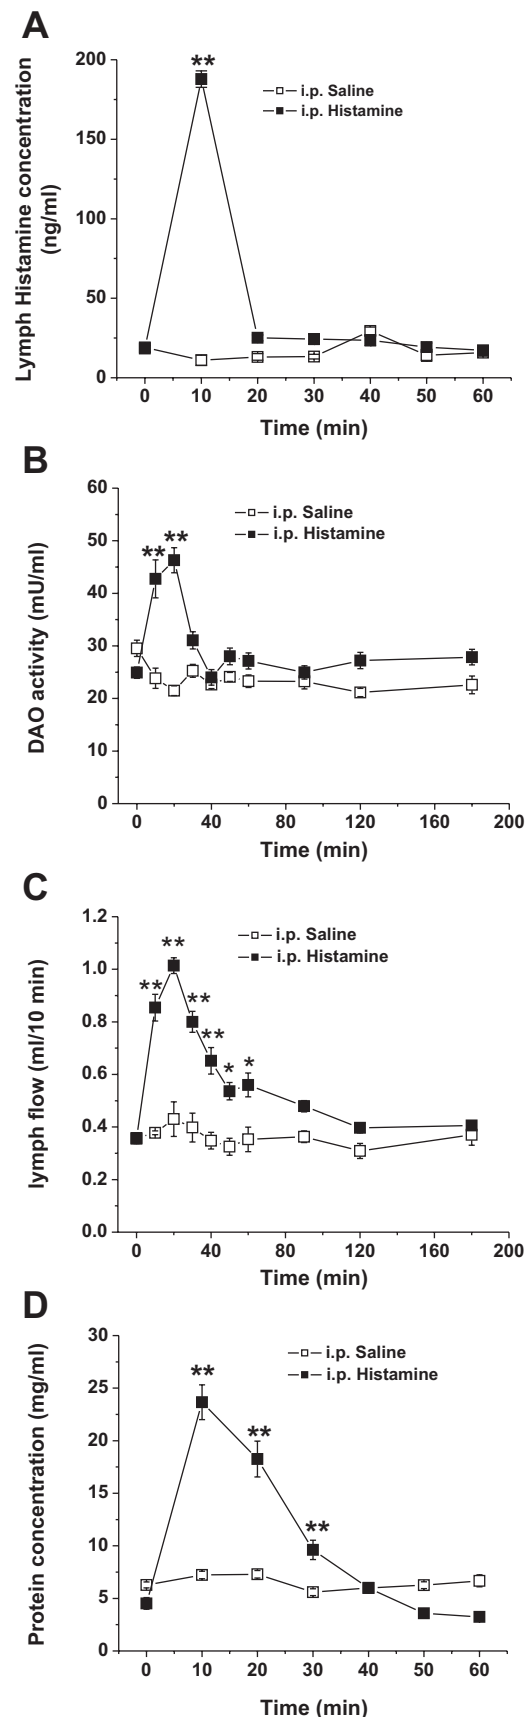 A
Lymph Histamine concentration
(ng/ml)
200
150
100
50
0
**
i.p. Saline
i.p. Histamine
0 10 20 30 40 50 60
Time (min)
B
DAO activity (mU/ml)
60
50
40
30
20
10
0
** **
i.p. Saline
i.p. Histamine
0 40 80 120 160 200
Time (min)
C
lymph flow (ml/10 min)
1.2
1.0
0.8
0.6
0.4
0.2
0.0
** ** ** ** * *
i.p. Saline
i.p. Histamine
0 40 80 120 160 200
Time (min)
D
Protein concentration (mg/ml)
30
25
20
15
10
5
0
** ** **
i.p. Saline
i.p. Histamine
0 10 20 30 40 50 60
Time (min)